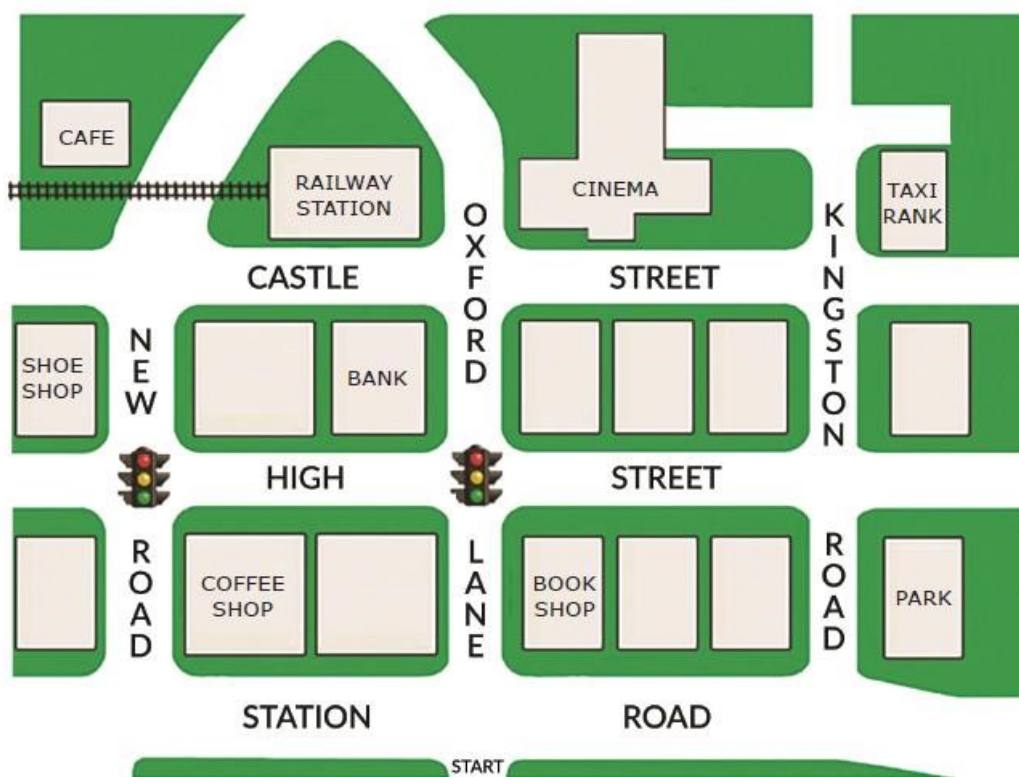 CAFE
RAILWAY
STATION
CINEMA
TAXI
RANK
OXFORD
KINGSTON
CASTLE
STREET
SHOE
SHOP
NEW
BANK
HIGH
STREET
ROAD
COFFEE
SHOP
LANE
BOOK
SHOP
ROAD
PARK
STATION
ROAD
START